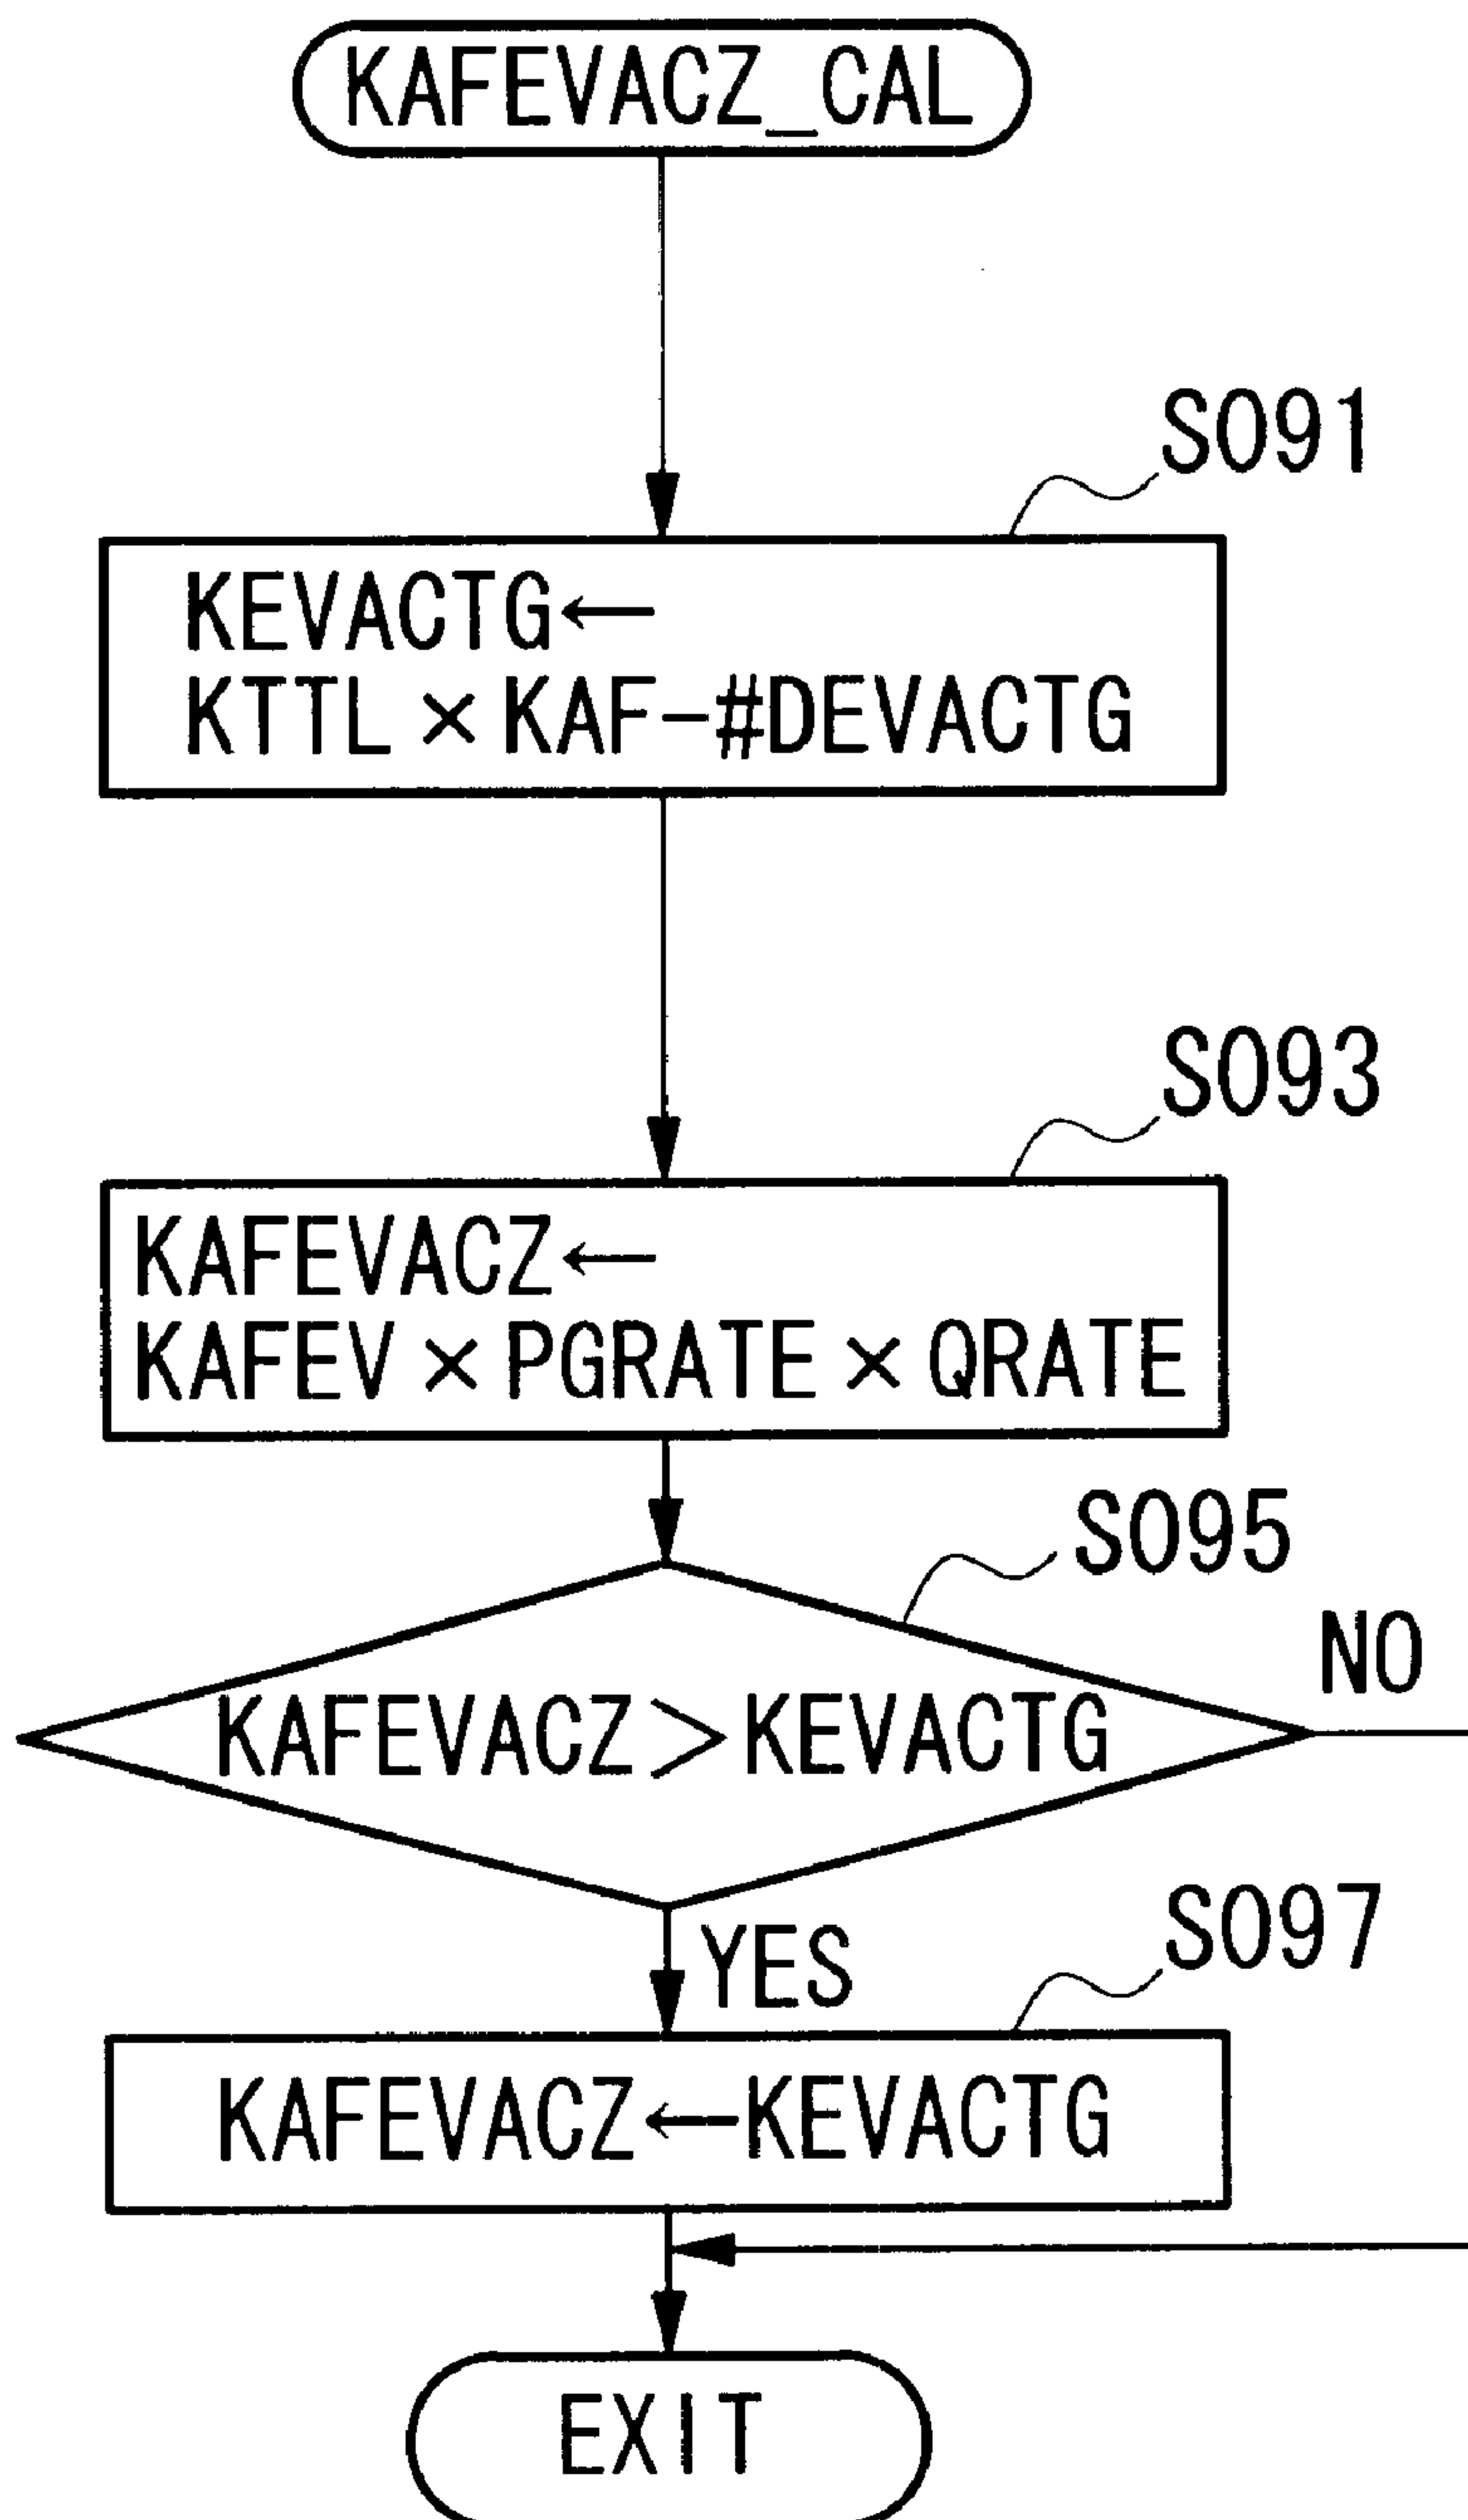 KAFEVACZ_CAL
S091
KEVACTG←
KTTL×KAF-#DEVACTG
S093
KAFEVACZ←
KAFEV×PGRATE×QRATE
S095
NO
KAFEVACZ>KEVACTG
YES
S097
KAFEVACZ←KEVACTG
EXIT